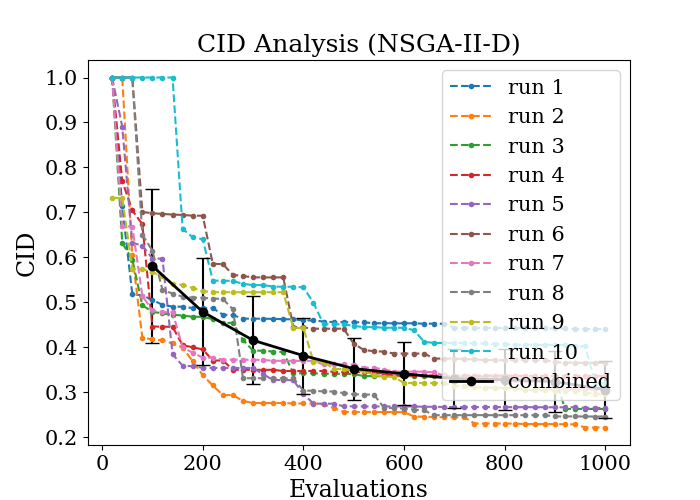 CID Analysis (NSGA-II-D)
1.0
0.9
0.8
0.7
0.6
0.5
0.4
0.3
0.2
CID
0
200
400
600
800
1000
Evaluations
run 1
run 2
run 3
run 4
run 5
run 6
run 7
run 8
run 9
run 10
combined